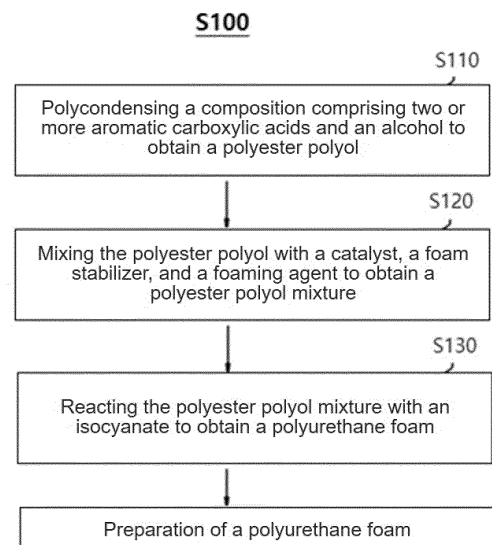 S100
S110
Polycondensing a composition comprising two or
more aromatic carboxylic acids and an alcohol to
obtain a polyester polyol
S120
Mixing the polyester polyol with a catalyst, a foam
stabilizer, and a foaming agent to obtain a
polyester polyol mixture
S130
Reacting the polyester polyol mixture with an
isocyanate to obtain a polyurethane foam
Preparation of a polyurethane foam